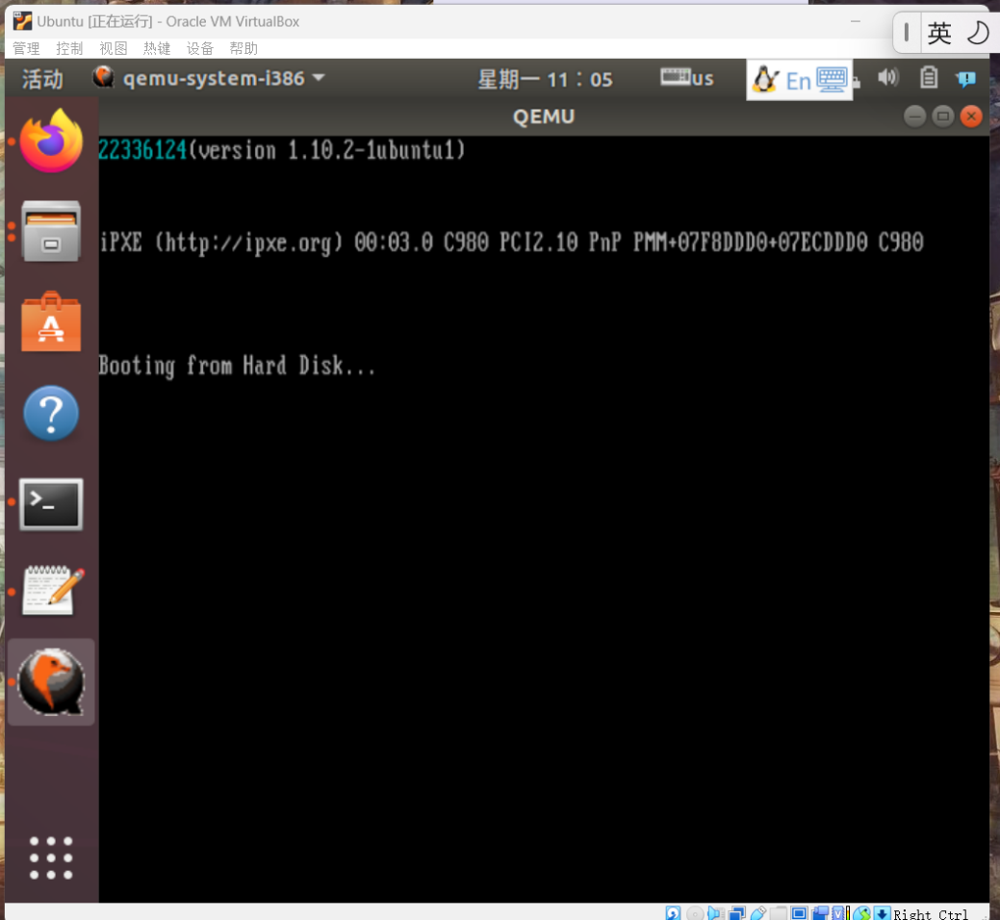 Ubuntu [正在运行] - Oracle VM VirtualBox
英
管理 控制 视图 热键 设备 帮助
活动 qemu-system-i386 星期一 11：05 us En
QEMU
22336124(version 1.10.2-1ubuntu1)
iPXE (http://ipxe.org) 00:03.0 C980 PCI2.10 PnP PMM+07F8DDD0+07ECDDD0 C980
Booting from Hard Disk...
Right Ctrl